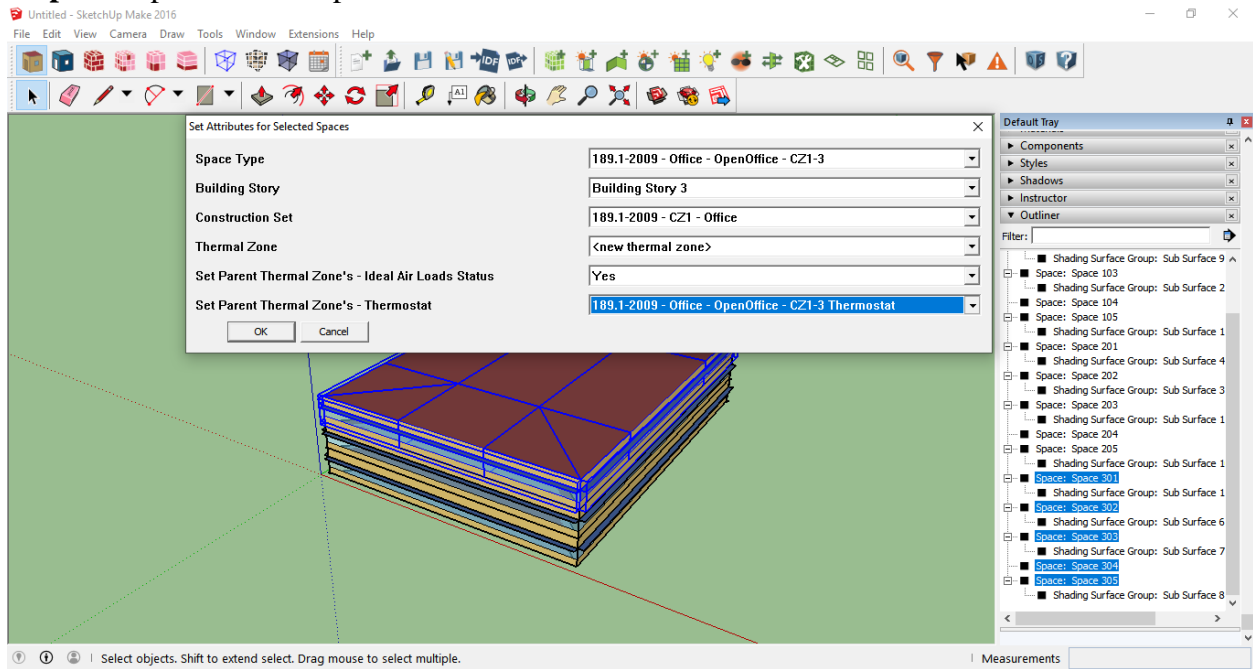 Untitled - SketchUp Make 2016
File Edit View Camera Draw Tools Window Extensions Help
IDF IDF
A1
Set Attributes for Selected Spaces
Space Type 189.1-2009 - Office - OpenOffice - CZ1-3
Building Story Building Story 3
Construction Set 189.1-2009 - CZ1 - Office
Thermal Zone <new thermal zone>
Set Parent Thermal Zone's - Ideal Air Loads Status Yes
Set Parent Thermal Zone's - Thermostat 189.1-2009 - Office - OpenOffice - CZ1-3 Thermostat
OK Cancel
Default Tray
Components
Styles
Shadows
Instructor
Outliner
Filter:
Shading Surface Group: Sub Surface 9
Space: Space 103
Shading Surface Group: Sub Surface 2
Space: Space 104
Space: Space 105
Shading Surface Group: Sub Surface 1
Space: Space 201
Shading Surface Group: Sub Surface 4
Space: Space 202
Shading Surface Group: Sub Surface 3
Space: Space 203
Shading Surface Group: Sub Surface 1
Space: Space 204
Space: Space 205
Shading Surface Group: Sub Surface 1
Space: Space 301
Shading Surface Group: Sub Surface 1
Space: Space 302
Shading Surface Group: Sub Surface 6
Space: Space 303
Shading Surface Group: Sub Surface 7
Space: Space 304
Space: Space 305
Shading Surface Group: Sub Surface 8
Select objects. Shift to extend select. Drag mouse to select multiple.
Measurements